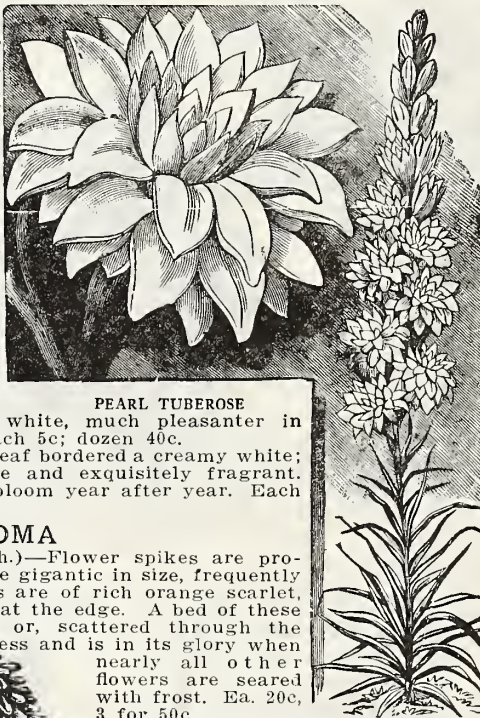 PEARL TUBEROSE
white, much pleasanter in
ach 5c; dozen 40c.
eaf bordered a creamy white;
e and exquisitely fragrant.
bloom year after year. Each
OMA
h.)—Flower spikes are pro-
e gigantic in size, frequently
s are of rich orange scarlet,
at the edge. A bed of these
or, scattered through the
ess and is in its glory when
nearly all other
flowers are seared
with frost. Ea. 20c,
3 for 50c